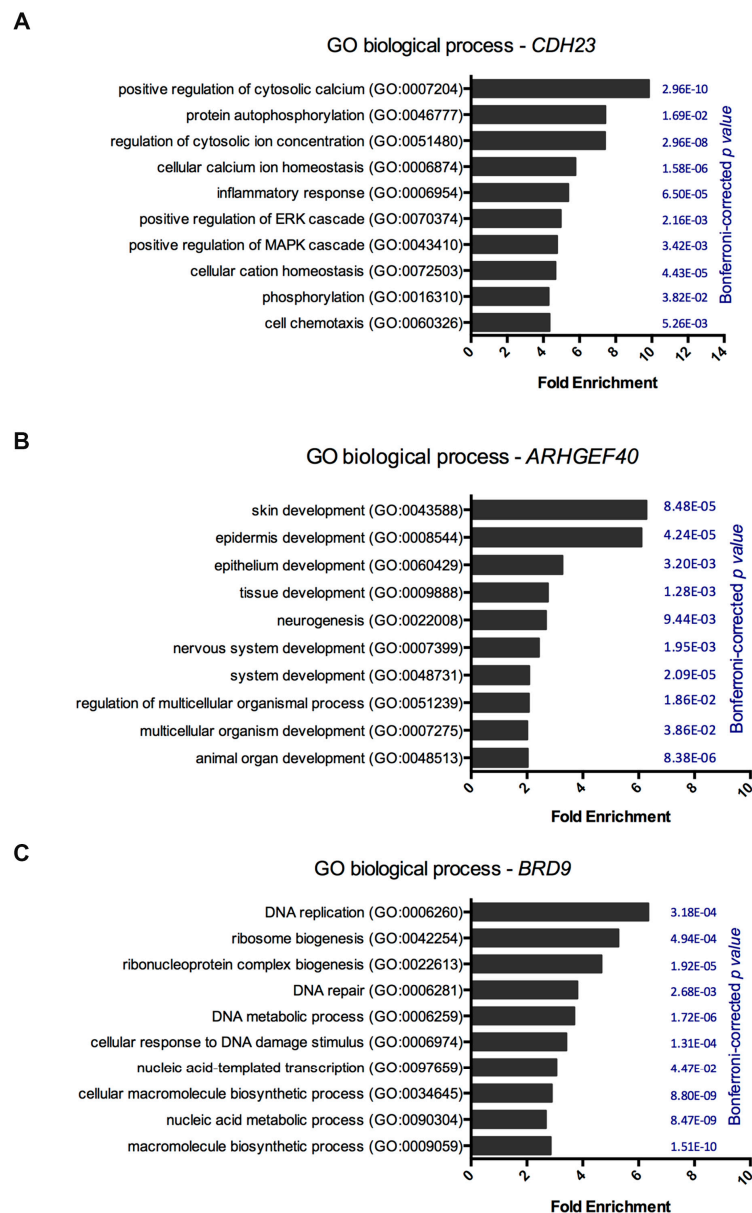 A
GO biological process - CDH23
positive regulation of cytosolic calcium (GO:0007204) 2.96E-10
protein autophosphorylation (GO:0046777) 1.69E-02
regulation of cytosolic ion concentration (GO:0051480) 2.96E-08
cellular calcium ion homeostasis (GO:0006874) 1.58E-06
inflammatory response (GO:0006954) 6.50E-05
positive regulation of ERK cascade (GO:0070374) 2.16E-03
positive regulation of MAPK cascade (GO:0043410) 3.42E-03
cellular cation homeostasis (GO:0072503) 4.43E-05
phosphorylation (GO:0016310) 3.82E-02
cell chemotaxis (GO:0060326) 5.26E-03
Bonferroni-corrected p value
0 2 4 6 8 10 12 14
Fold Enrichment
B
GO biological process - ARHGEF40
skin development (GO:0043588) 8.48E-05
epidermis development (GO:0008544) 4.24E-05
epithelium development (GO:0060429) 3.20E-03
tissue development (GO:0009888) 1.28E-03
neurogenesis (GO:0022008) 9.44E-03
nervous system development (GO:0007399) 1.95E-03
system development (GO:0048731) 2.09E-05
regulation of multicellular organismal process (GO:0051239) 1.86E-02
multicellular organism development (GO:0007275) 3.86E-02
animal organ development (GO:0048513) 8.38E-06
Bonferroni-corrected p value
0 2 4 6 8 10
Fold Enrichment
C
GO biological process - BRD9
DNA replication (GO:0006260) 3.18E-04
ribosome biogenesis (GO:0042254) 4.94E-04
ribonucleoprotein complex biogenesis (GO:0022613) 1.92E-05
DNA repair (GO:0006281) 2.68E-03
DNA metabolic process (GO:0006259) 1.72E-06
cellular response to DNA damage stimulus (GO:0006974) 1.31E-04
nucleic acid-templated transcription (GO:0097659) 4.47E-02
cellular macromolecule biosynthetic process (GO:0034645) 8.80E-09
nucleic acid metabolic process (GO:0090304) 8.47E-09
macromolecule biosynthetic process (GO:0009059) 1.51E-10
Bonferroni-corrected p value
0 2 4 6 8 10
Fold Enrichment